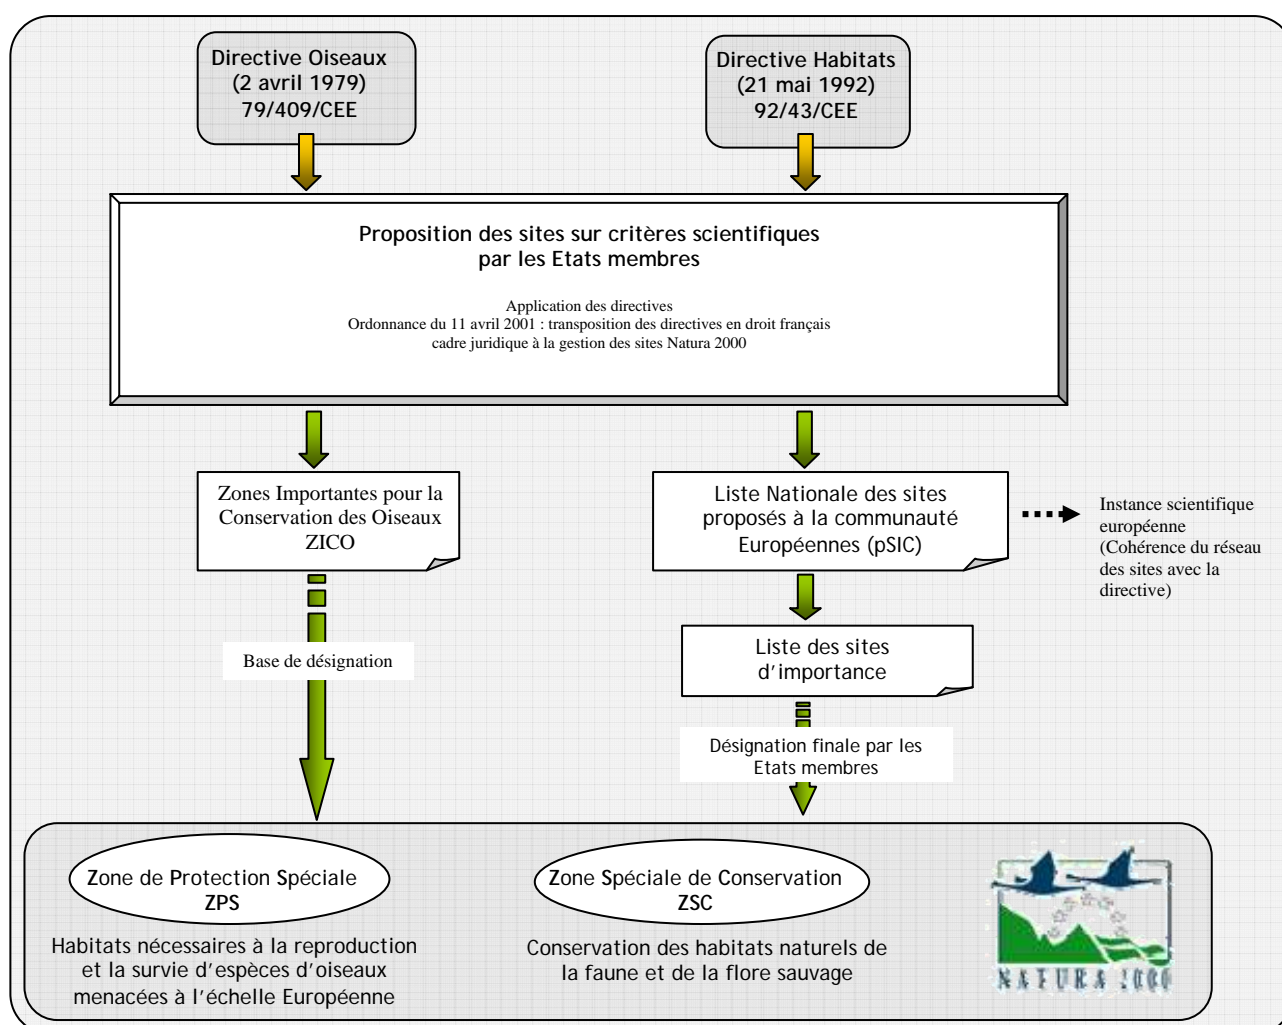 Directive Oiseaux
(2 avril 1979)
79/409/CEE
Directive Habitats
(21 mai 1992)
92/43/CEE
Proposition des sites sur critères scientifiques
par les Etats membres
Application des directives
Ordonnance du 11 avril 2001 : transposition des directives en droit français
cadre juridique à la gestion des sites Natura 2000
Zones Importantes pour la
Conservation des Oiseaux
ZICO
Liste Nationale des sites
proposés à la communauté
Européennes (pSIC)
Instance scientifique
européenne
(Cohérence du réseau
des sites avec la
directive)
Liste des sites
d'importance
Base de désignation
Désignation finale par les
Etats membres
Zone de Protection Spéciale
ZPS
Habitats nécessaires à la reproduction
et la survie d'espèces d'oiseaux
menacées à l'échelle Européenne
Zone Spéciale de Conservation
ZSC
Conservation des habitats naturels de
la faune et de la flore sauvage
NATURA 2000